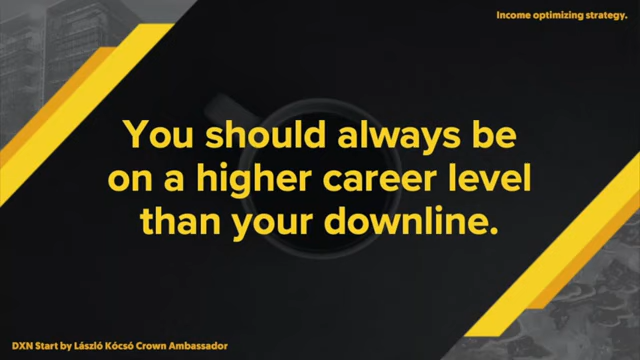 Income optimizing strategy.
You should always be
on a higher career level
than your downline.
DXN Start by László Kócsó Crown Ambassador